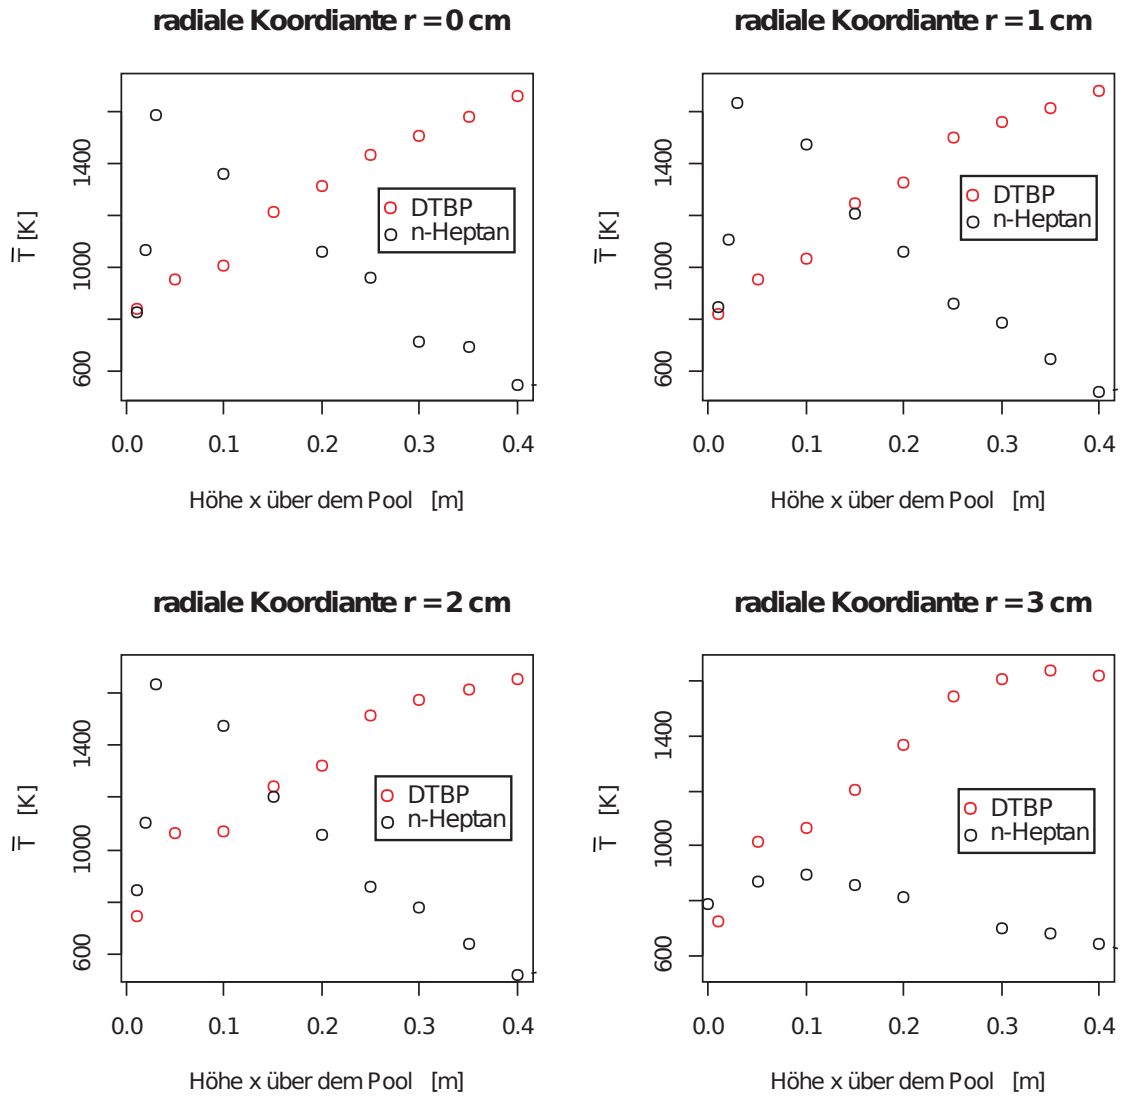 radiale Koordiante r = 0 cm
T [K]
600 1000 1400
DTBP
n-Heptan
0.0 0.1 0.2 0.3 0.4
Höhe x über dem Pool [m]
radiale Koordiante r = 1 cm
T [K]
600 1000 1400
DTBP
n-Heptan
0.0 0.1 0.2 0.3 0.4
Höhe x über dem Pool [m]
radiale Koordiante r = 2 cm
T [K]
600 1000 1400
DTBP
n-Heptan
0.0 0.1 0.2 0.3 0.4
Höhe x über dem Pool [m]
radiale Koordiante r = 3 cm
T [K]
600 1000 1400
DTBP
n-Heptan
0.0 0.1 0.2 0.3 0.4
Höhe x über dem Pool [m]